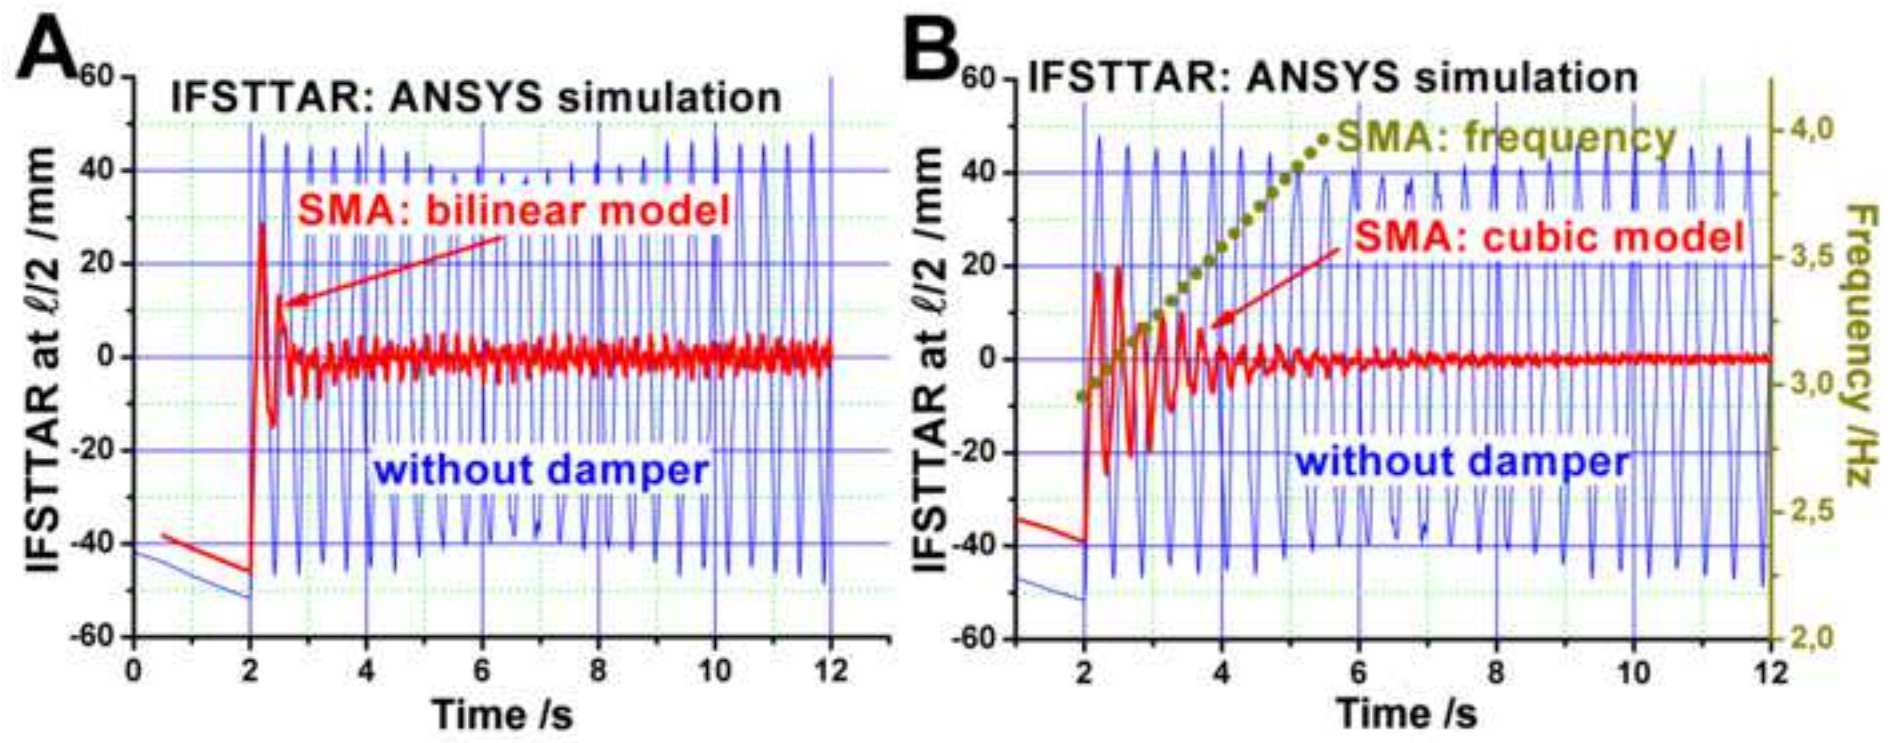 A
IFSTTAR: ANSYS simulation
60
40
20
0
-20
-40
-60
IFSTTAR at ℓ/2 /mm
SMA: bilinear model
without damper
0 2 4 6 8 10 12
Time /s
B
IFSTTAR: ANSYS simulation
60
40
20
0
-20
-40
-60
IFSTTAR at ℓ/2 /mm
SMA: frequency
SMA: cubic model
without damper
4,0
3,5
3,0
2,5
2,0
Frequency /Hz
2 4 6 8 10 12
Time /s